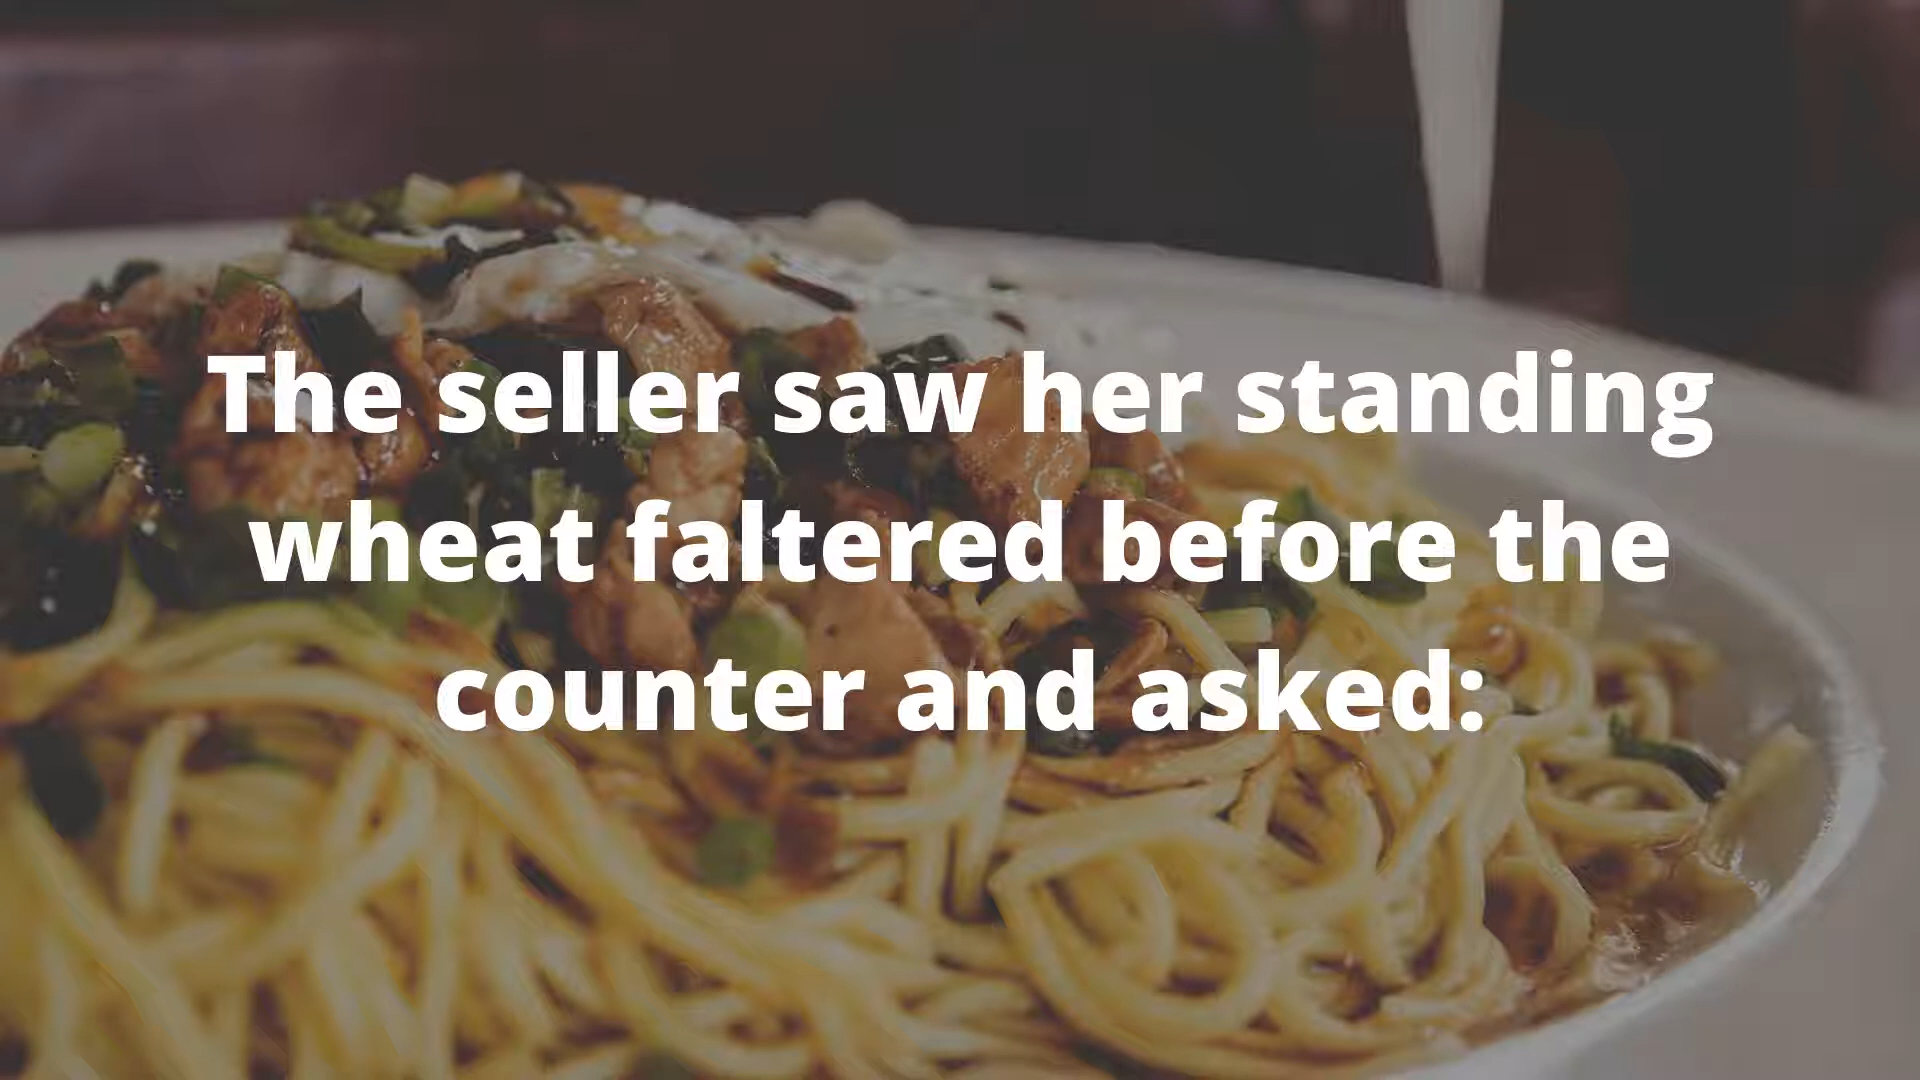 The seller saw her standing
wheat faltered before the
counter and asked: